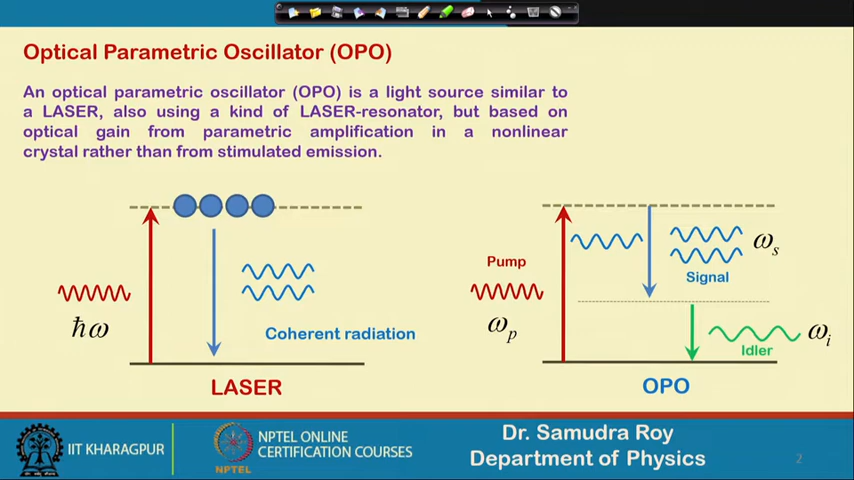 Optical Parametric Oscillator (OPO)
An optical parametric oscillator (OPO) is a light source similar to
a LASER, also using a kind of LASER-resonator, but based on
optical gain from parametric amplification in a nonlinear
crystal rather than from stimulated emission.
ħω
Coherent radiation
LASER
Pump
ωp
ωs
Signal
ωi
Idler
OPO
IIT KHARAGPUR
NPTEL
NPTEL ONLINE
CERTIFICATION COURSES
Dr. Samudra Roy
Department of Physics
2